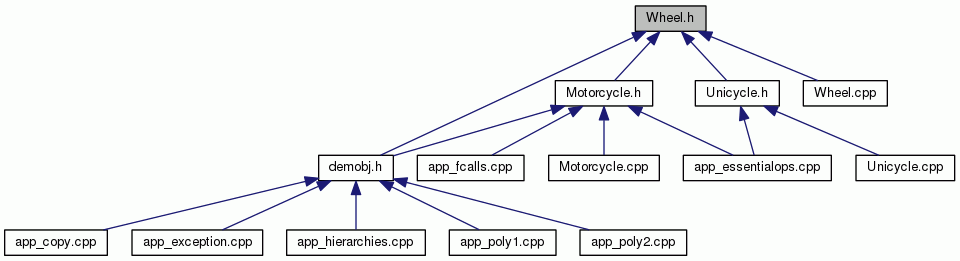 Wheel.h
Motorcycle.h
Unicycle.h
Wheel.cpp
demobj.h
app_fcalls.cpp
Motorcycle.cpp
app_essentialops.cpp
Unicycle.cpp
app_copy.cpp
app_exception.cpp
app_hierarchies.cpp
app_poly1.cpp
app_poly2.cpp